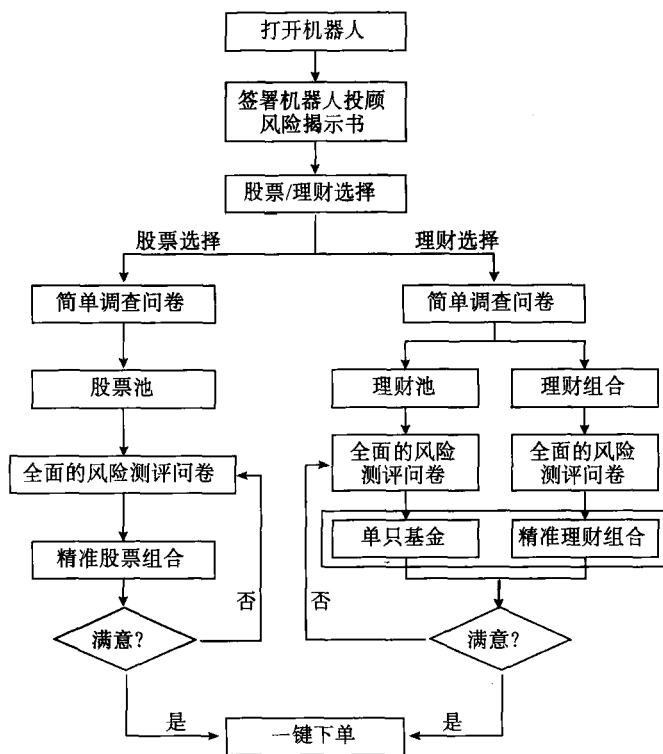 打开机器人
签署机器人投顾
风险揭示书
股票/理财选择
股票选择
理财选择
简单调查问卷
简单调查问卷
股票池
理财池
理财组合
全面的风险测评问卷
全面的风险
测评问卷
全面的风险
测评问卷
精准股票组合
单只基金
精准理财组合
否
否
满意?
满意?
是
是
一键下单